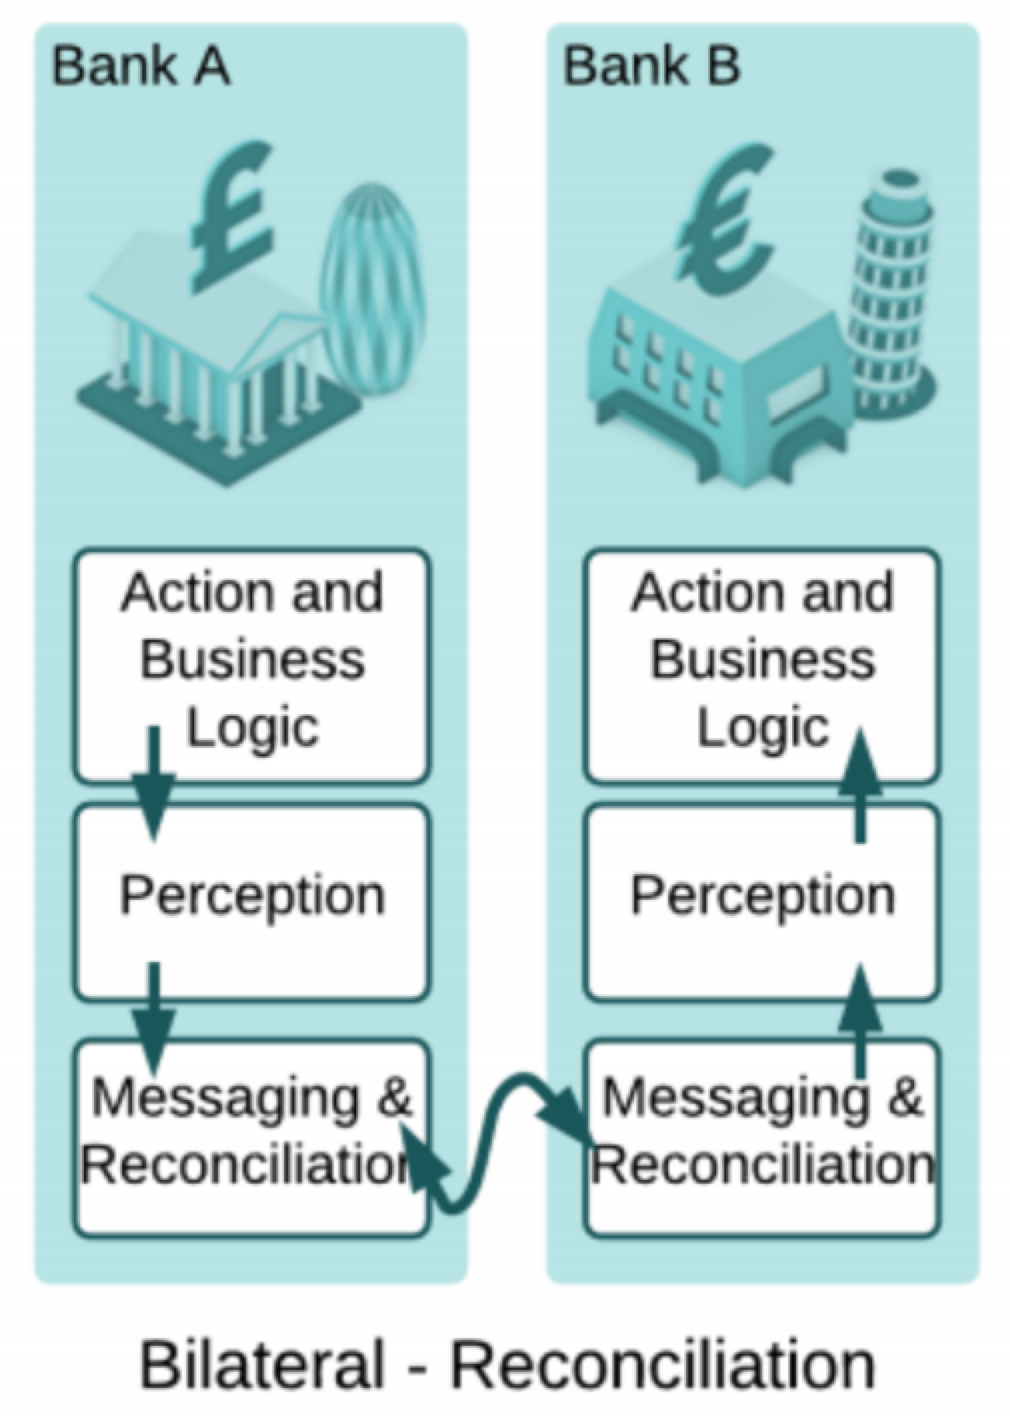 Bank A
£
Action and
Business
Logic
Perception
Messaging &
Reconciliation
Bank B
€
Action and
Business
Logic
Perception
Messaging &
Reconciliation
Bilateral - Reconciliation